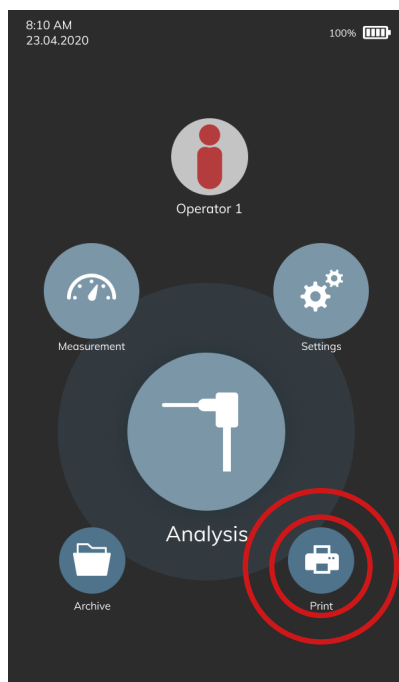 8:10 AM
23.04.2020
100%
Operator 1
Measurement
Settings
Analysis
Archive
Print